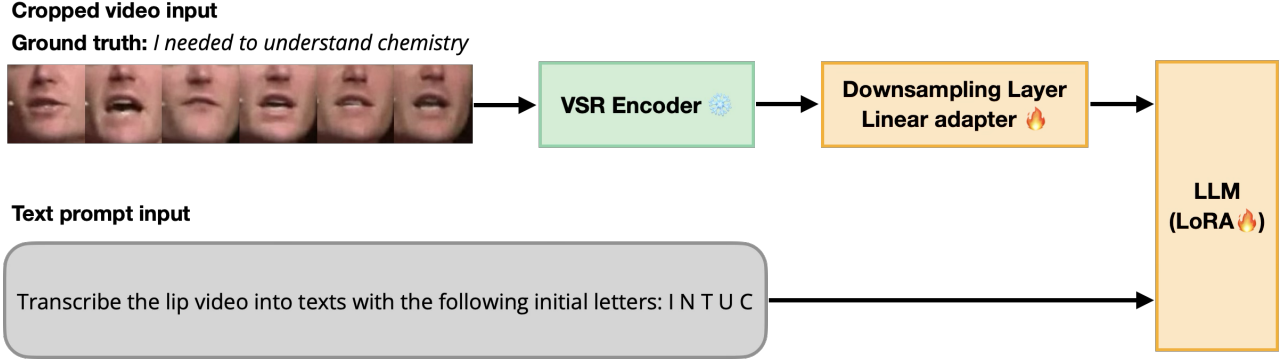 Cropped video input
Ground truth: I needed to understand chemistry
VSR Encoder
Downsampling Layer
Linear adapter
LLM
(LoRA🔥)
Text prompt input
Transcribe the lip video into texts with the following initial letters: I N T U C